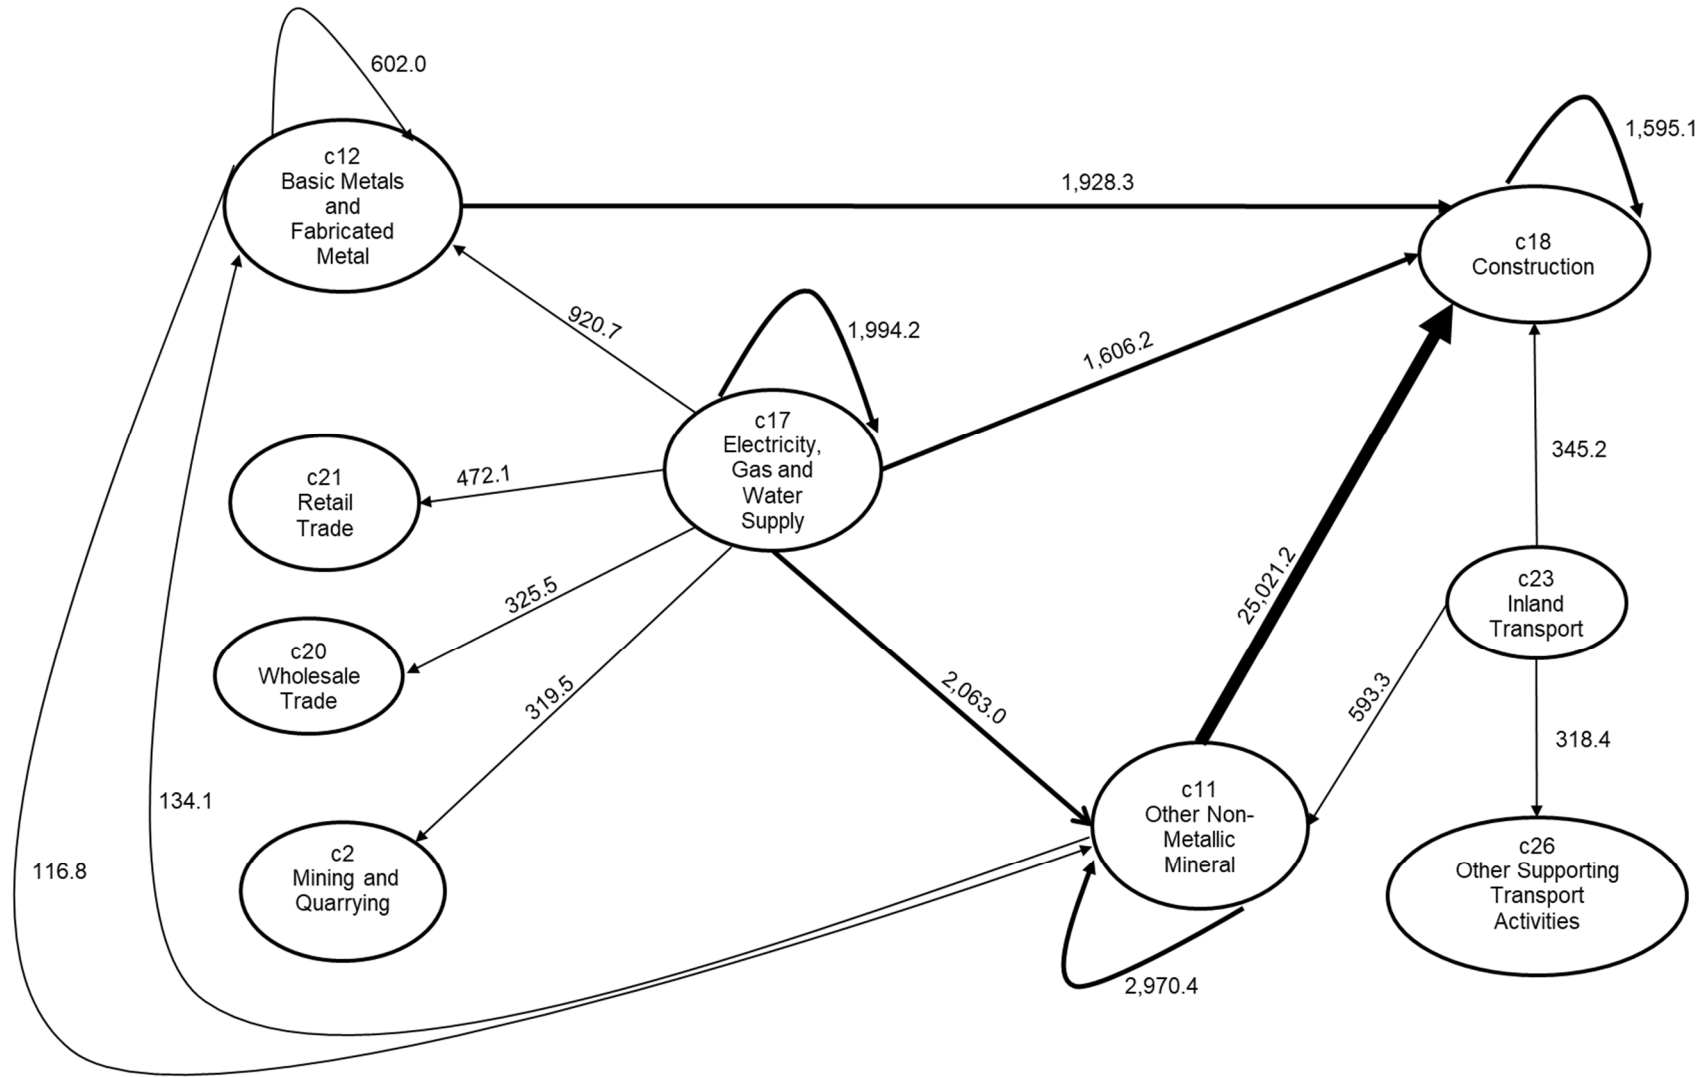 602.0
c12
Basic Metals
and
Fabricated
Metal
1,928.3
1,595.1
c18
Construction
920.7
1,994.2
1,606.2
c17
Electricity,
Gas and
Water
Supply
c21
Retail
Trade
472.1
345.2
325.5
25,021.2
c23
Inland
Transport
c20
Wholesale
Trade
319.5
2,063.0
593.3
318.4
134.1
116.8
c2
Mining and
Quarrying
c11
Other Non-
Metallic
Mineral
c26
Other Supporting
Transport
Activities
2,970.4